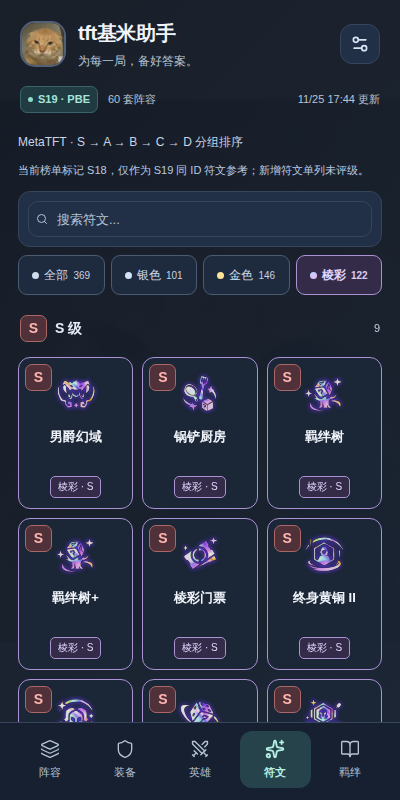 tft基米助手
为每一局，备好答案。
S19 · PBE
60 套阵容
11/25 17:44 更新
MetaTFT · S → A → B → C → D 分组排序
当前榜单标记 S18，仅作为 S19 同 ID 符文参考；新增符文单列未评级。
搜索符文...
全部 369
银色 101
金色 146
棱彩 122
S
S 级
9
S
S
S
男爵幻域
锅铲厨房
羁绊树
棱彩 · S
棱彩 · S
棱彩 · S
S
S
S
羁绊树+
棱彩门票
终身黄铜 II
棱彩 · S
棱彩 · S
棱彩 · S
S
S
S
阵容
装备
英雄
符文
羁绊